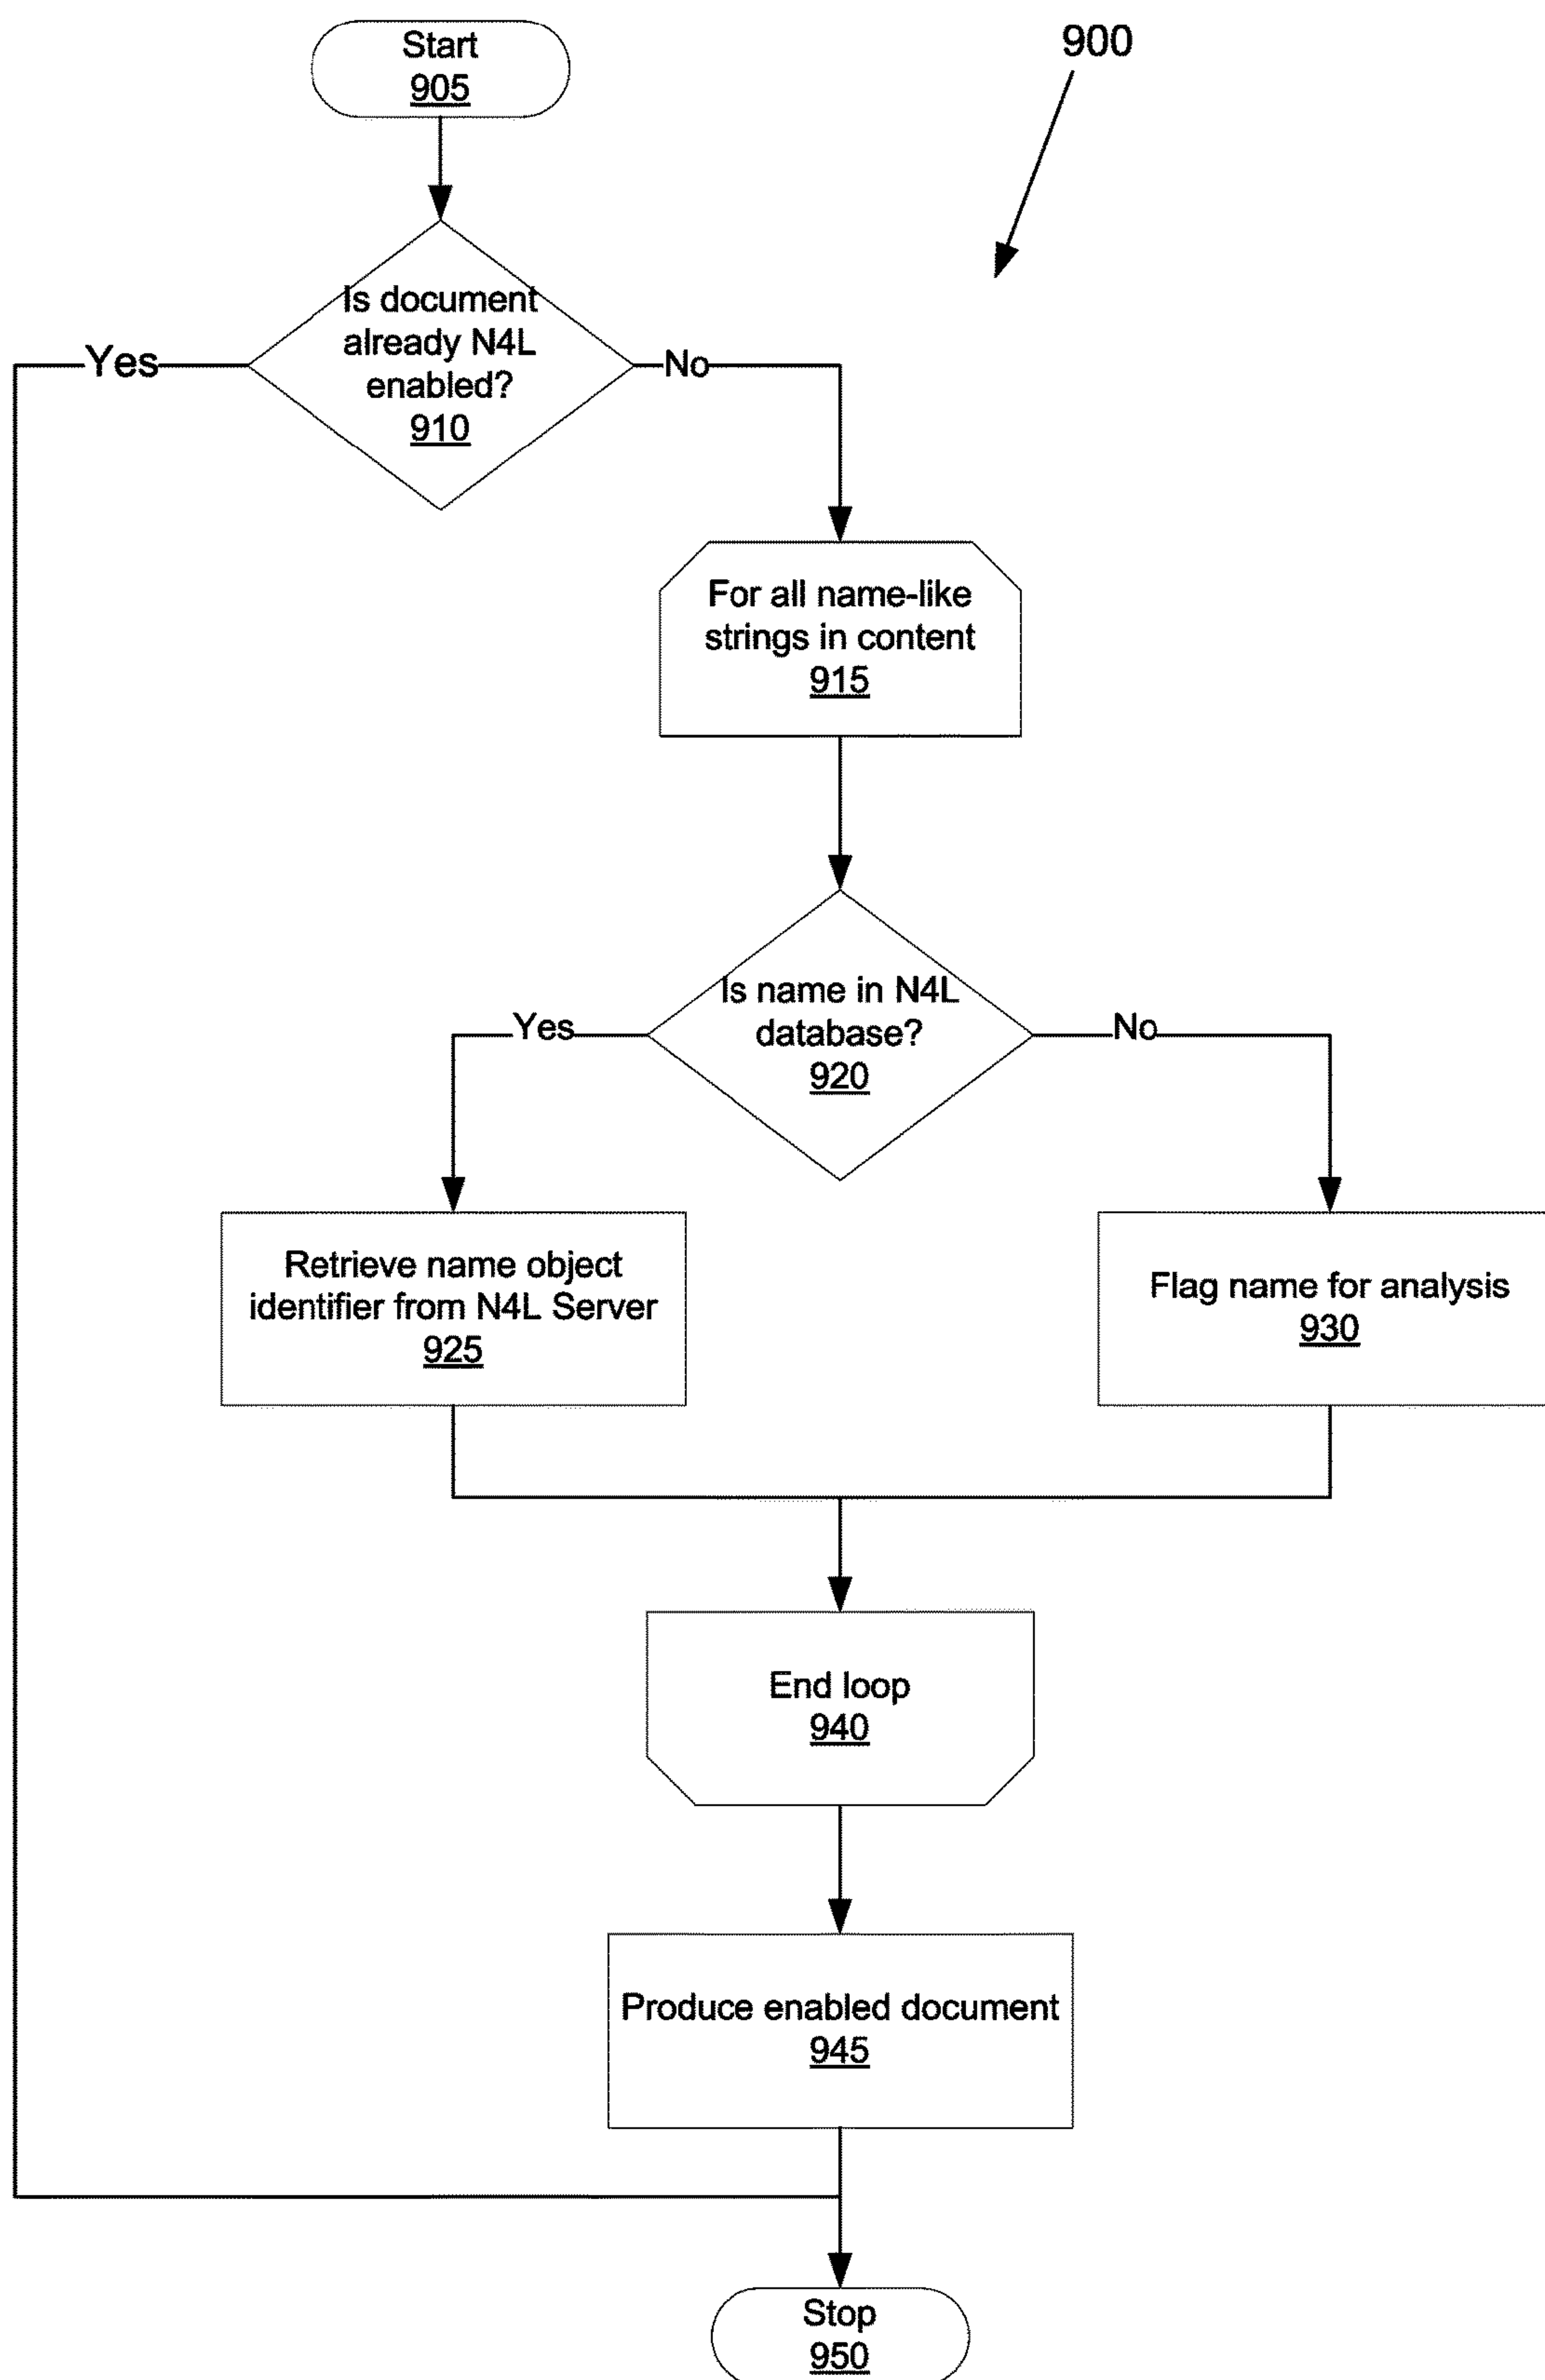 Start
905
900
Is document
already N4L
enabled?
910
Yes
No
For all name-like
strings in content
915
Is name in N4L
database?
920
Yes
No
Retrieve name object
identifier from N4L Server
925
Flag name for analysis
930
End loop
940
Produce enabled document
945
Stop
950